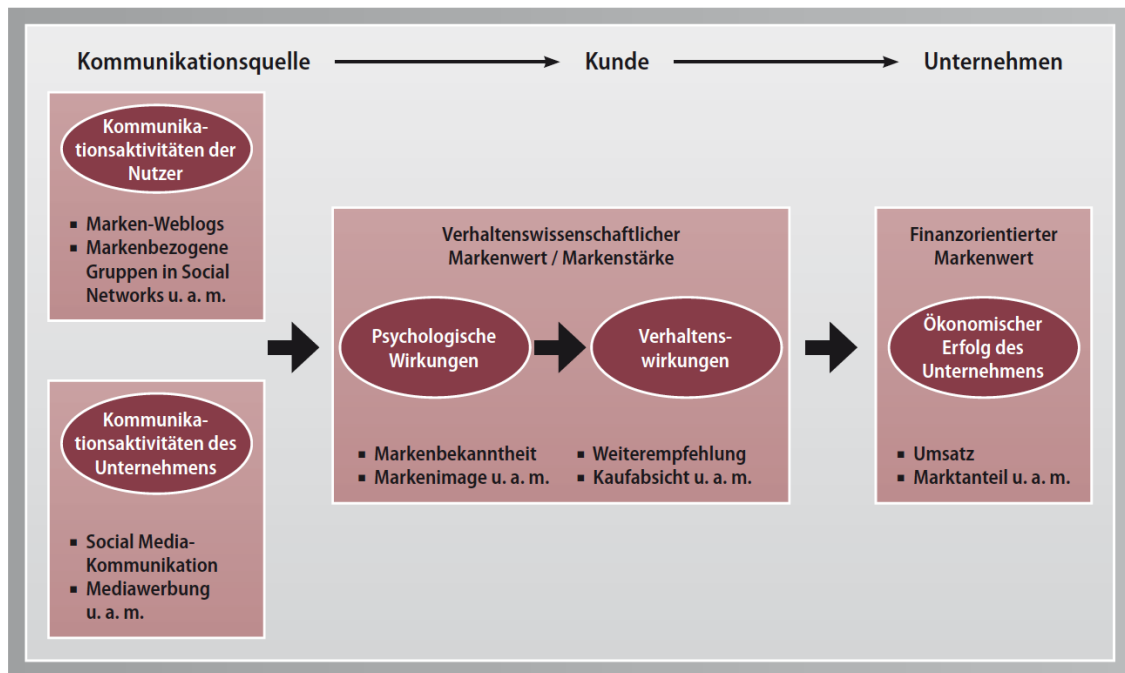 Kommunikationsquelle
Kunde
Unternehmen
Kommunika-
tionsaktivitäten der
Nutzer
▪ Marken-Weblogs
▪ Markenbezogene
Gruppen in Social
Networks u. a. m.
Kommunika-
tionsaktivitäten des
Unternehmens
▪ Social Media-
Kommunikation
▪ Mediawerbung
u. a. m.
Verhaltenswissenschaftlicher
Markenwert / Markenstärke
Psychologische
Wirkungen
▪ Markenbekanntheit
▪ Markenimage u. a. m.
Verhaltens-
wirkungen
▪ Weiterempfehlung
▪ Kaufabsicht u. a. m.
Finanzorientierter
Markenwert
Ökonomischer
Erfolg des
Unternehmens
▪ Umsatz
▪ Marktanteil u. a. m.